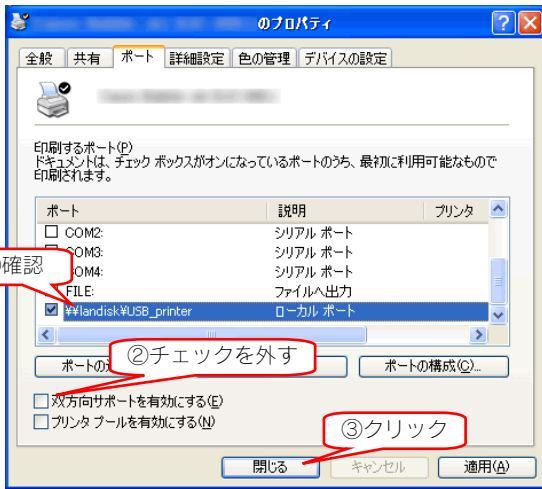 のプロパティ
全般 共有 ポート 詳細設定 色の管理 デバイスの設定
印刷するポート(P)
ドキュメントは、チェック ボックスがオンになっているポートのうち、最初に利用可能なもので
印刷されます。
ポート 説明 プリンタ
COM2: シリアル ポート
COM3: シリアル ポート
確認
COM4: シリアル ポート
FILE: ファイルへ出力
¥¥landisk¥USB_printer ローカル ポート
②チェックを外す
ポートの ポートの構成(C)...
双方向サポートを有効にする(E)
プリンタ プールを有効にする(N)
③クリック
閉じる キャンセル 適用(A)